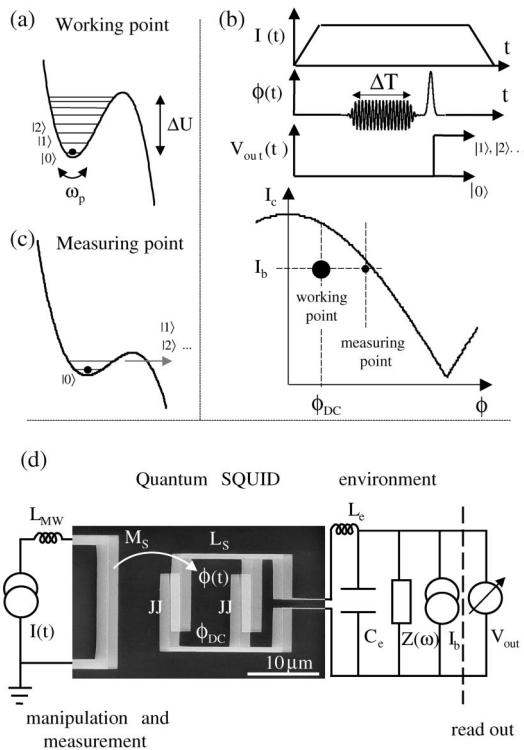 (a) Working point
|2⟩
|1⟩
|0⟩
ΔU
ω_p
(b)
I (t)
t
ϕ(t)
ΔT
t
V_out(t)
|1⟩, |2⟩. .
|0⟩
I_c
I_b
working
point
measuring
point
ϕ_DC
ϕ
(c) Measuring point
|1⟩
|2⟩ ...
|0⟩
(d)
Quantum SQUID environment
L_MW
M_S
L_S
L_e
ϕ(t)
JJ
JJ
I(t)
ϕ_DC
C_e
Z(ω)
I_b
V_out
10 μm
manipulation and
measurement
read out